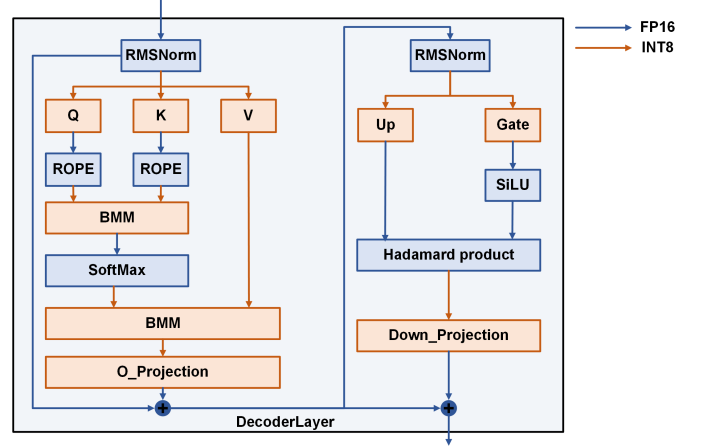 FP16
INT8
RMSNorm
RMSNorm
Q
K
V
Up
Gate
ROPE
ROPE
SiLU
BMM
Hadamard product
SoftMax
BMM
Down_Projection
O_Projection
DecoderLayer